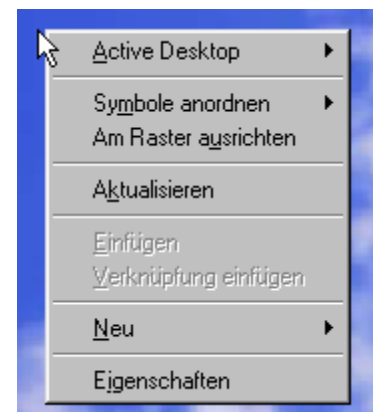 Active Desktop
Symbole anordnen
Am Raster ausrichten
Aktualisieren
Einfügen
Verknüpfung einfügen
Neu
Eigenschaften